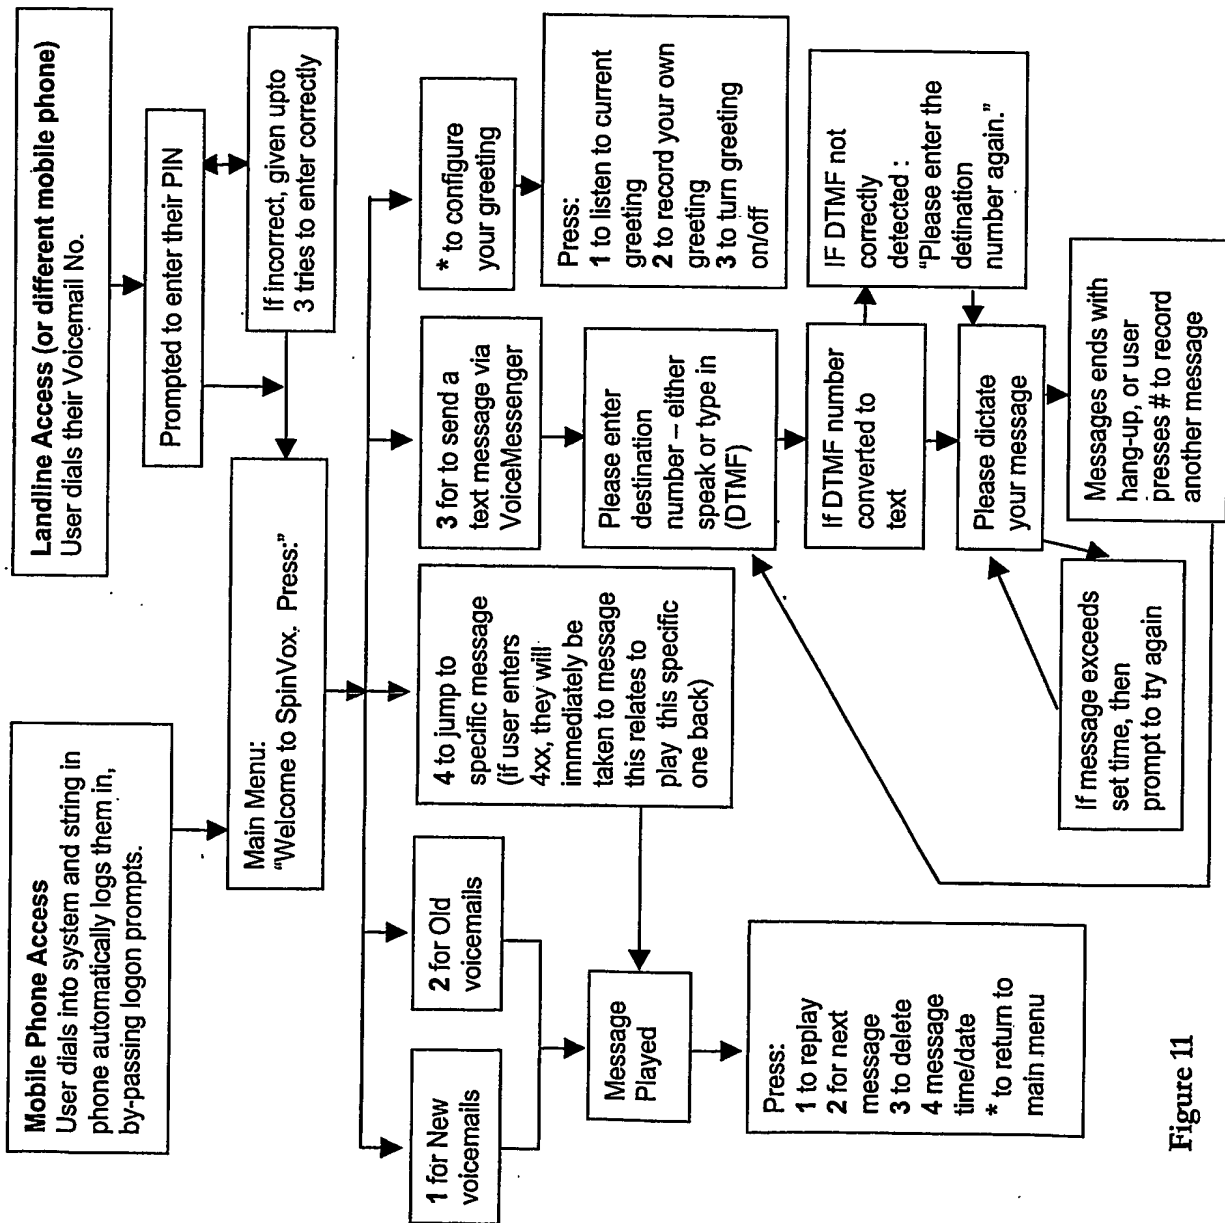 Mobile Phone Access
User dials into system and string in
phone automatically logs them in,
by-passing logon prompts.
Landline Access (or different mobile phone)
User dials their Voicemail No.
Prompted to enter their PIN
If incorrect, given upto
3 tries to enter correctly
Main Menu:
“Welcome to SpinVox. Press:”
1 for New
voicemails
2 for Old
voicemails
4 to jump to
specific message
(if user enters
4xx, they will
immediately be
taken to message
this relates to
play this specific
one back)
3 for to send a
text message via
VoiceMessenger
* to configure
your greeting
Message
Played
Press:
1 to replay
2 for next
message
3 to delete
4 message
time/date
* to return to
main menu
Please enter
destination
number – either
speak or type in
(DTMF)
Press:
1 to listen to current
greeting
2 to record your own
greeting
3 to turn greeting
on/off
If DTMF number
converted to
text
IF DTMF not
correctly
detected :
“Please enter the
detination
number again.”
Please dictate
your message
If message exceeds
set time, then
prompt to try again
Messages ends with
hang-up, or user
presses # to record
another message
Figure 11